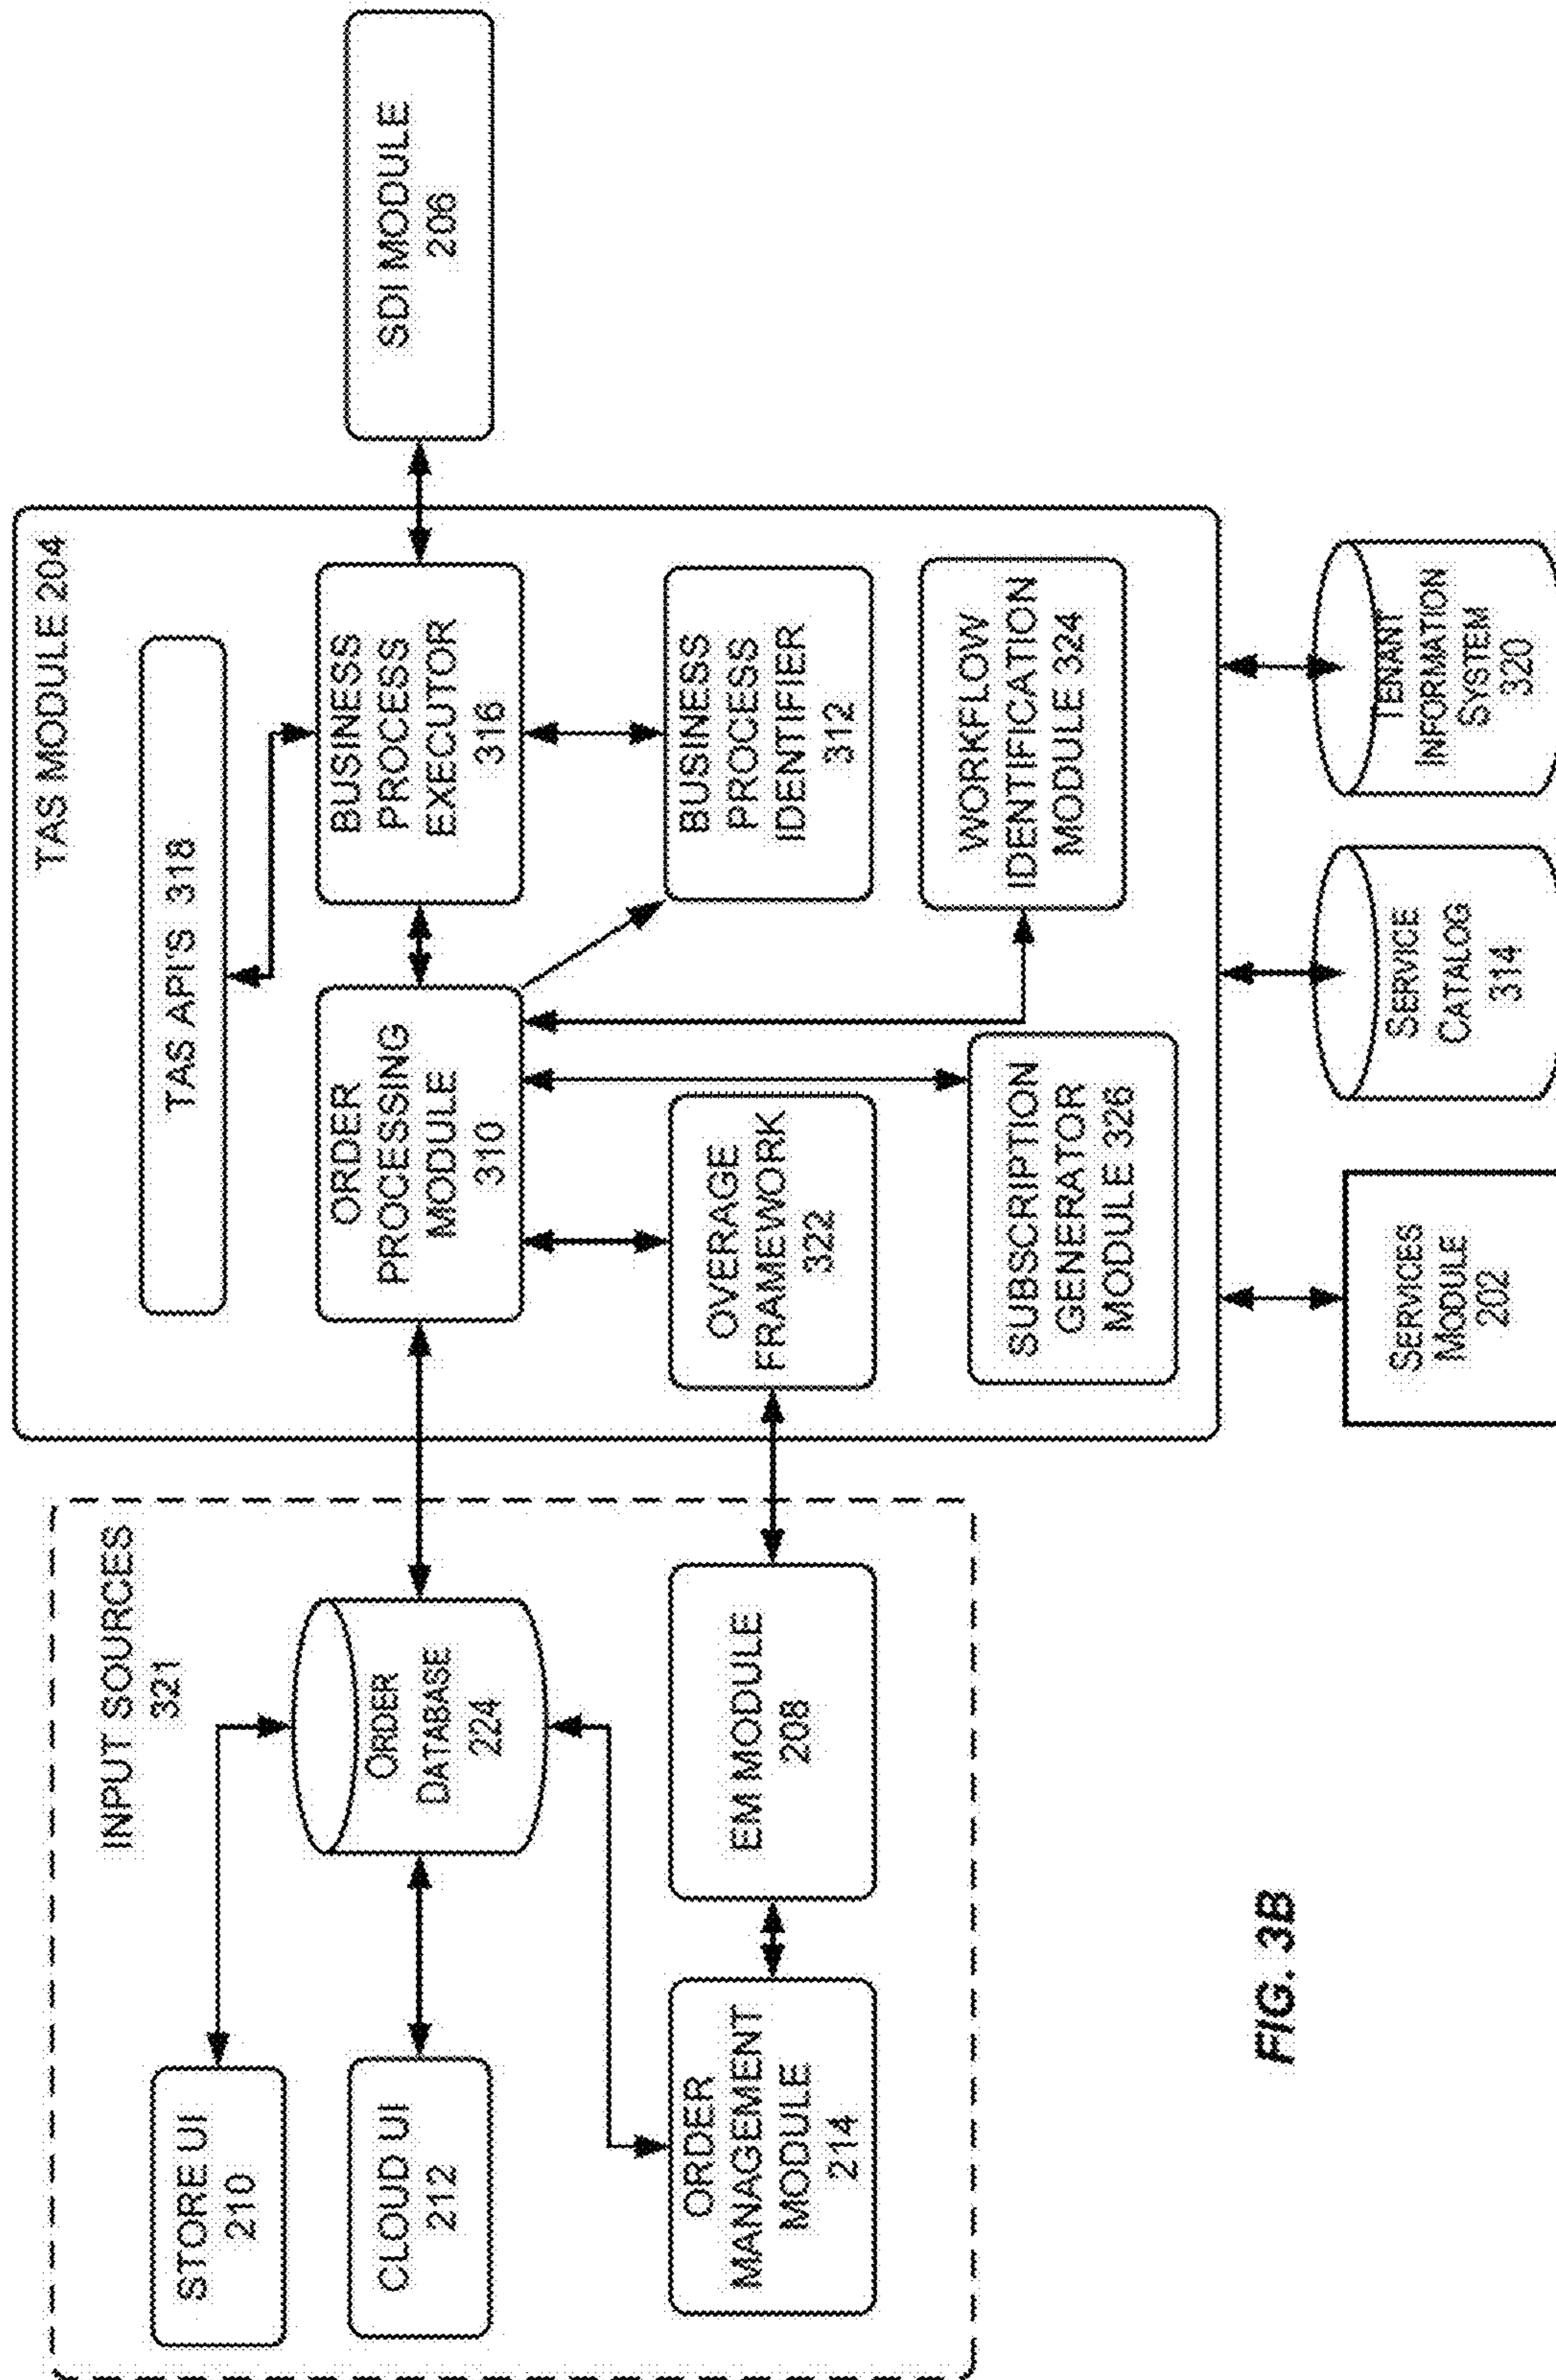 INPUT SOURCES
321
STORE UI
210
CLOUD UI
212
ORDER
MANAGEMENT
MODULE
214
ORDER
DATABASE
224
EM MODULE
208
TAS MODULE 204
TAS API'S 318
ORDER
PROCESSING
MODULE
310
BUSINESS
PROCESS
EXECUTOR
316
OVERAGE
FRAMEWORK
322
BUSINESS
PROCESS
IDENTIFIER
312
SUBSCRIPTION
GENERATOR
MODULE 326
WORKFLOW
IDENTIFICATION
MODULE 324
SDI MODULE
206
SERVICES
MODULE
202
SERVICE
CATALOG
314
TENANT
INFORMATION
SYSTEM
320
FIG. 3B